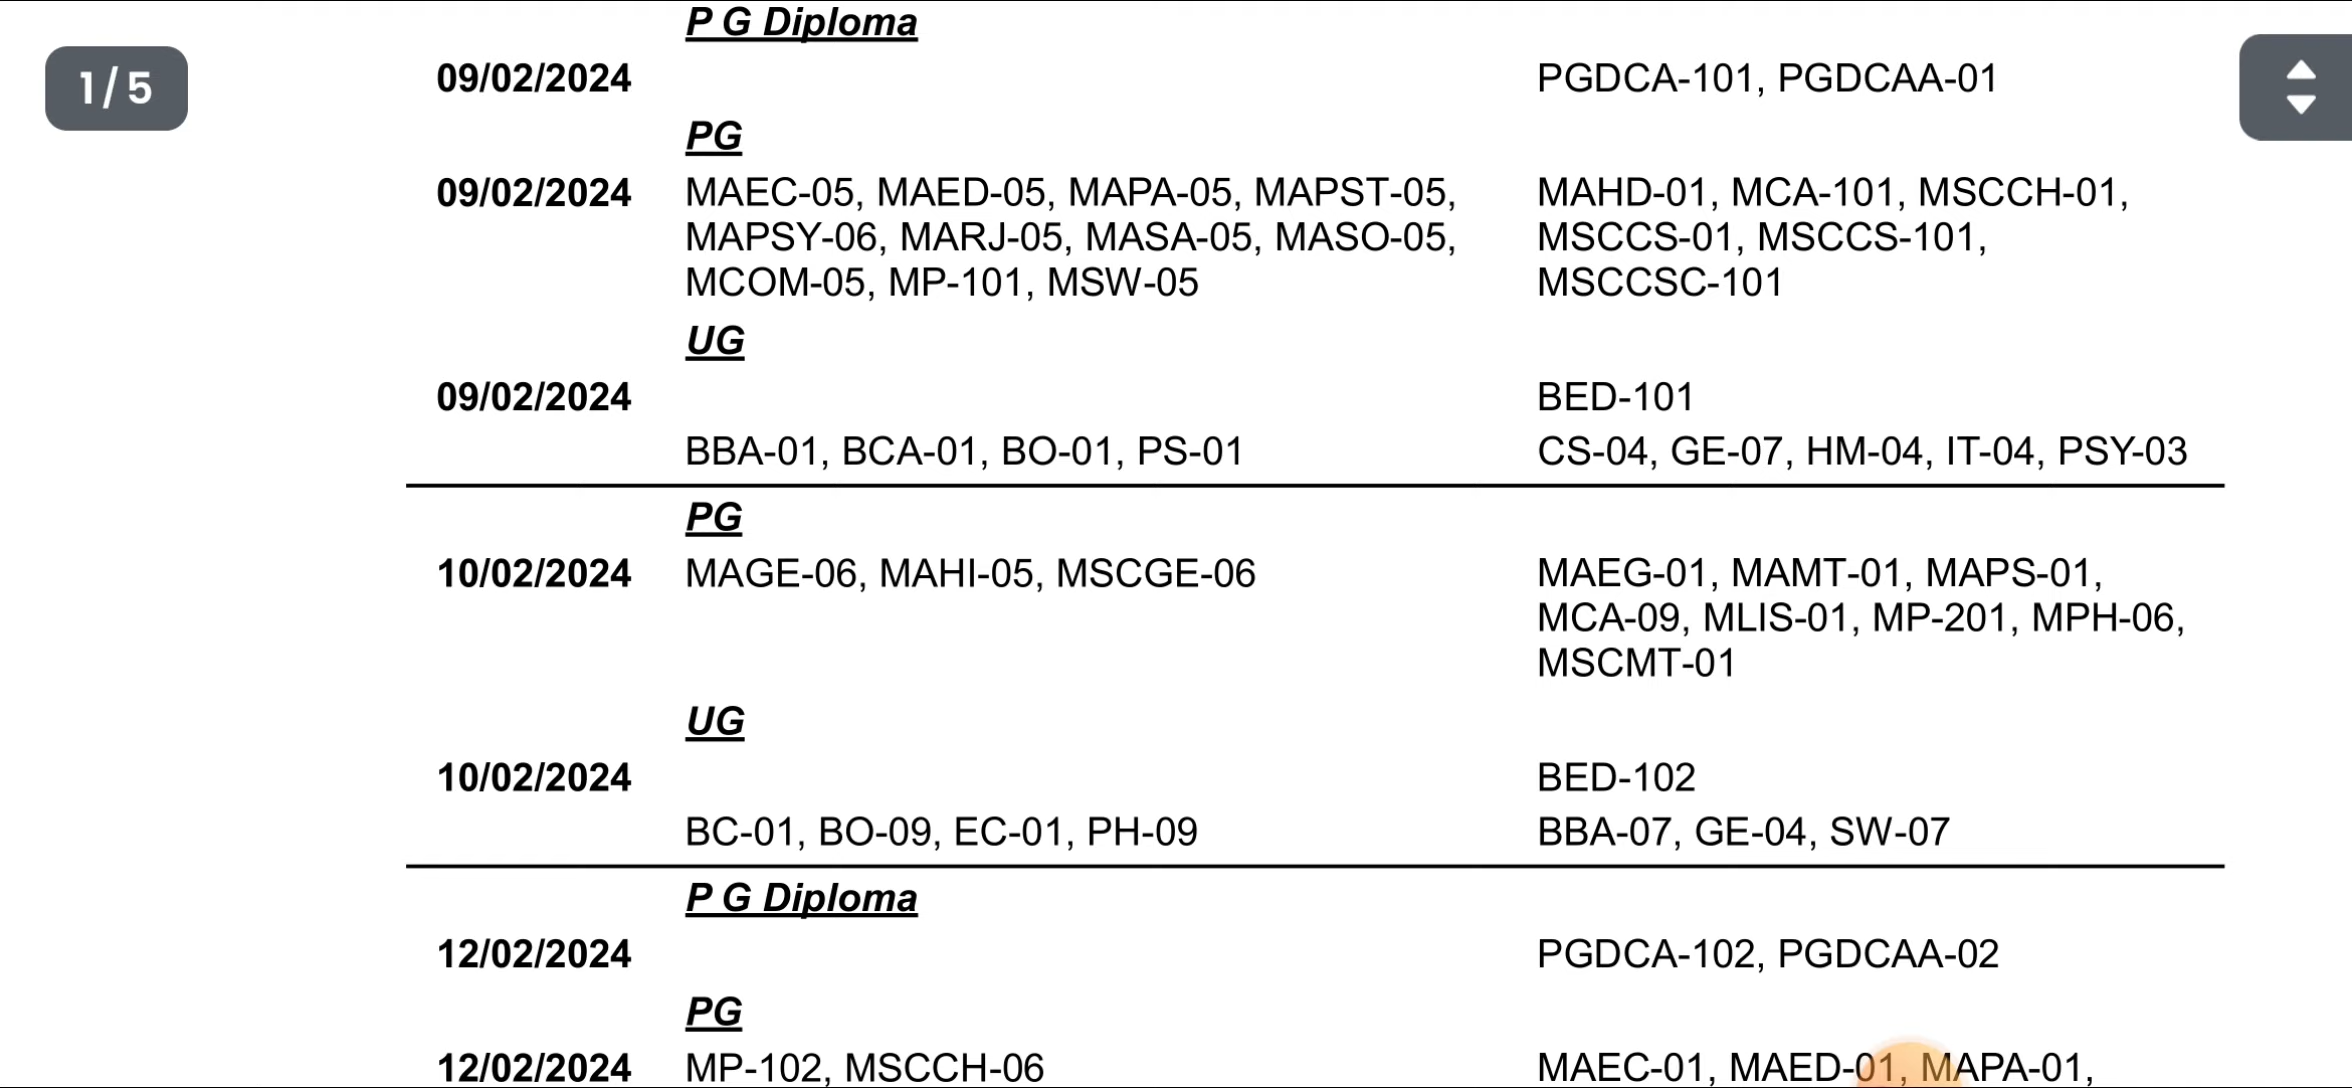 P G Diploma
1/5
09/02/2024 PGDCA-101, PGDCAA-01
PG
09/02/2024 MAEC-05, MAED-05, MAPA-05, MAPST-05, MAHD-01, MCA-101, MSCCH-01,
MAPSY-06, MARJ-05, MASA-05, MASO-05, MSCCS-01, MSCCS-101,
MCOM-05, MP-101, MSW-05 MSCCSC-101
UG
09/02/2024 BED-101
BBA-01, BCA-01, BO-01, PS-01 CS-04, GE-07, HM-04, IT-04, PSY-03
PG
10/02/2024 MAGE-06, MAHI-05, MSCGE-06 MAEG-01, MAMT-01, MAPS-01,
MCA-09, MLIS-01, MP-201, MPH-06,
MSCMT-01
UG
10/02/2024 BED-102
BC-01, BO-09, EC-01, PH-09 BBA-07, GE-04, SW-07
P G Diploma
12/02/2024 PGDCA-102, PGDCAA-02
PG
12/02/2024 MP-102, MSCCH-06 MAEC-01, MAED-01, MAPA-01,